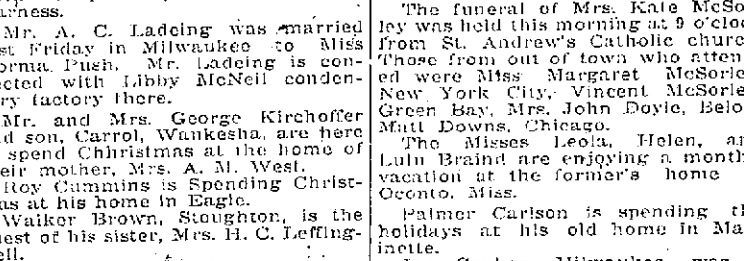 arness.
Mr. A. C. Ladeing was married
st Friday in Milwaukee to Miss
ornia Push. Mr. Ladeing is con-
ected with Libby McNeil conden-
ry factory there.
Mr. and Mrs. George Kirchoffer
d son, Carrol, Wankesha, are here
spend Chhristmas at the home of
eir mother, Mrs. A. M. West.
Roy Cummins is Spending Christ-
as at his home in Eagle.
Walker Brown, Stoughton, is the
uest of his sister, Mrs. H. C. Leffing-
ell.
The funeral of Mrs. Kate McSo
ley was held this morning at 9 o'cloc
from St. Andrew's Catholic churc
Those from out of town who atten
ed were Miss Margaret McSorle
New York City, Vincent McSorle
Green Bay, Mrs. John Doyle, Belo
Matt Downs, Chicago.
The Misses Leola, Helen, an
Lulu Braind are enjoying a month
vacation at the former's home
Oconto, Miss.
Palmer Carlson is spending th
holidays at his old home in Ma
inette.
Milwaukee was